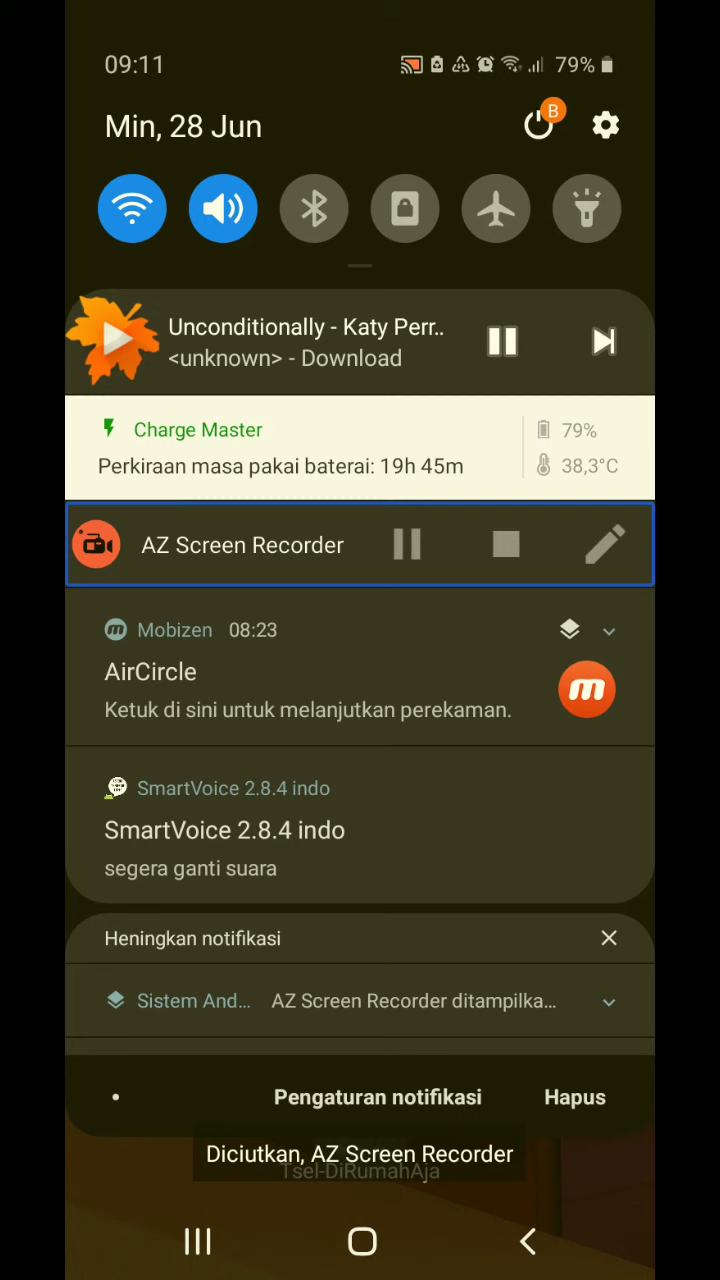 09:11
79%
Min, 28 Jun
B
Unconditionally - Katy Perr..
<unknown> - Download
Charge Master
79%
Perkiraan masa pakai baterai: 19h 45m
38,3°C
AZ Screen Recorder
Mobizen 08:23
AirCircle
Ketuk di sini untuk melanjutkan perekaman.
SmartVoice 2.8.4 indo
SmartVoice 2.8.4 indo
segera ganti suara
Heningkan notifikasi
Sistem And... AZ Screen Recorder ditampilka...
Pengaturan notifikasi Hapus
Diciutkan, AZ Screen Recorder
Tsel-DiRumahAja